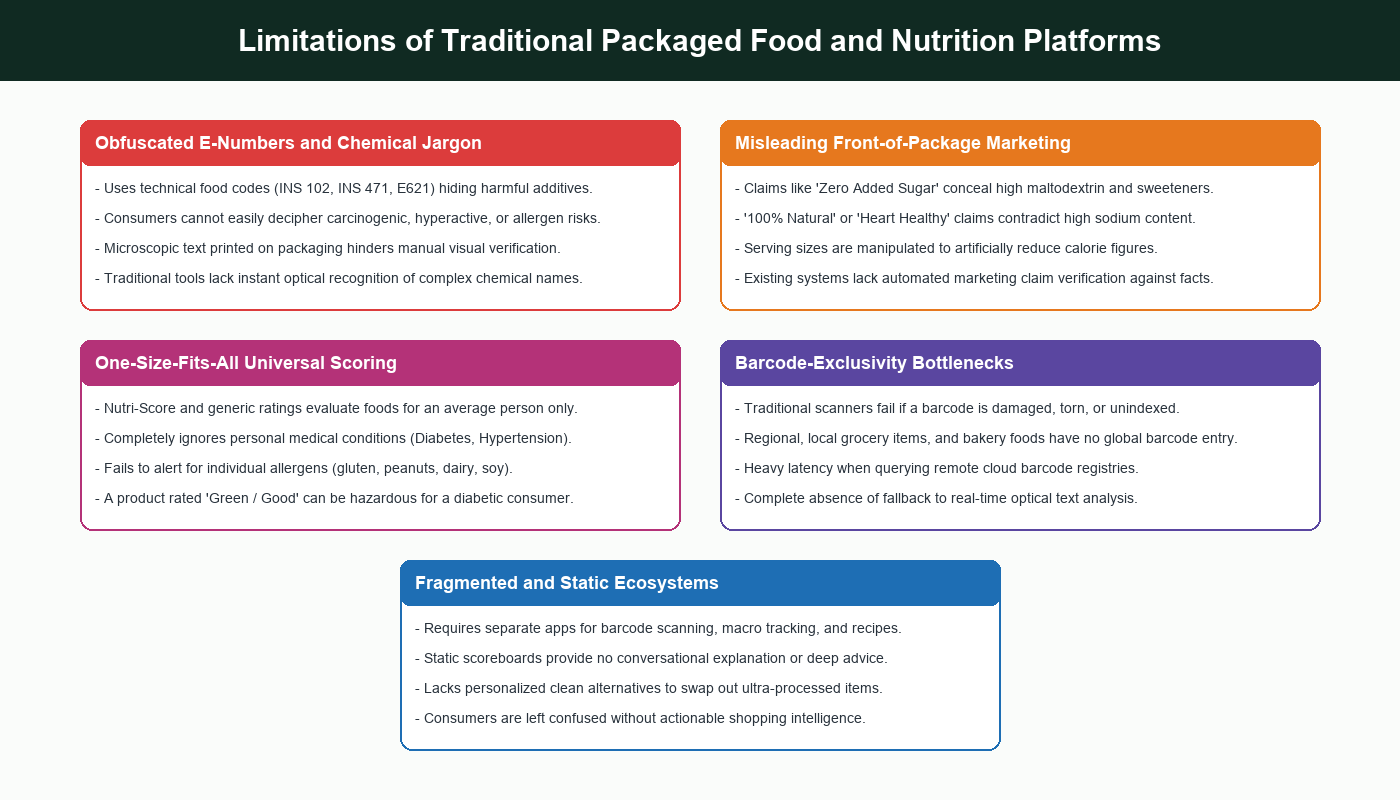 Limitations of Traditional Packaged Food and Nutrition Platforms
Obfuscated E-Numbers and Chemical Jargon
- Uses technical food codes (INS 102, INS 471, E621) hiding harmful additives.
- Consumers cannot easily decipher carcinogenic, hyperactive, or allergen risks.
- Microscopic text printed on packaging hinders manual visual verification.
- Traditional tools lack instant optical recognition of complex chemical names.
Misleading Front-of-Package Marketing
- Claims like 'Zero Added Sugar' conceal high maltodextrin and sweeteners.
- '100% Natural' or 'Heart Healthy' claims contradict high sodium content.
- Serving sizes are manipulated to artificially reduce calorie figures.
- Existing systems lack automated marketing claim verification against facts.
One-Size-Fits-All Universal Scoring
- Nutri-Score and generic ratings evaluate foods for an average person only.
- Completely ignores personal medical conditions (Diabetes, Hypertension).
- Fails to alert for individual allergens (gluten, peanuts, dairy, soy).
- A product rated 'Green / Good' can be hazardous for a diabetic consumer.
Barcode-Exclusivity Bottlenecks
- Traditional scanners fail if a barcode is damaged, torn, or unindexed.
- Regional, local grocery items, and bakery foods have no global barcode entry.
- Heavy latency when querying remote cloud barcode registries.
- Complete absence of fallback to real-time optical text analysis.
Fragmented and Static Ecosystems
- Requires separate apps for barcode scanning, macro tracking, and recipes.
- Static scoreboards provide no conversational explanation or deep advice.
- Lacks personalized clean alternatives to swap out ultra-processed items.
- Consumers are left confused without actionable shopping intelligence.